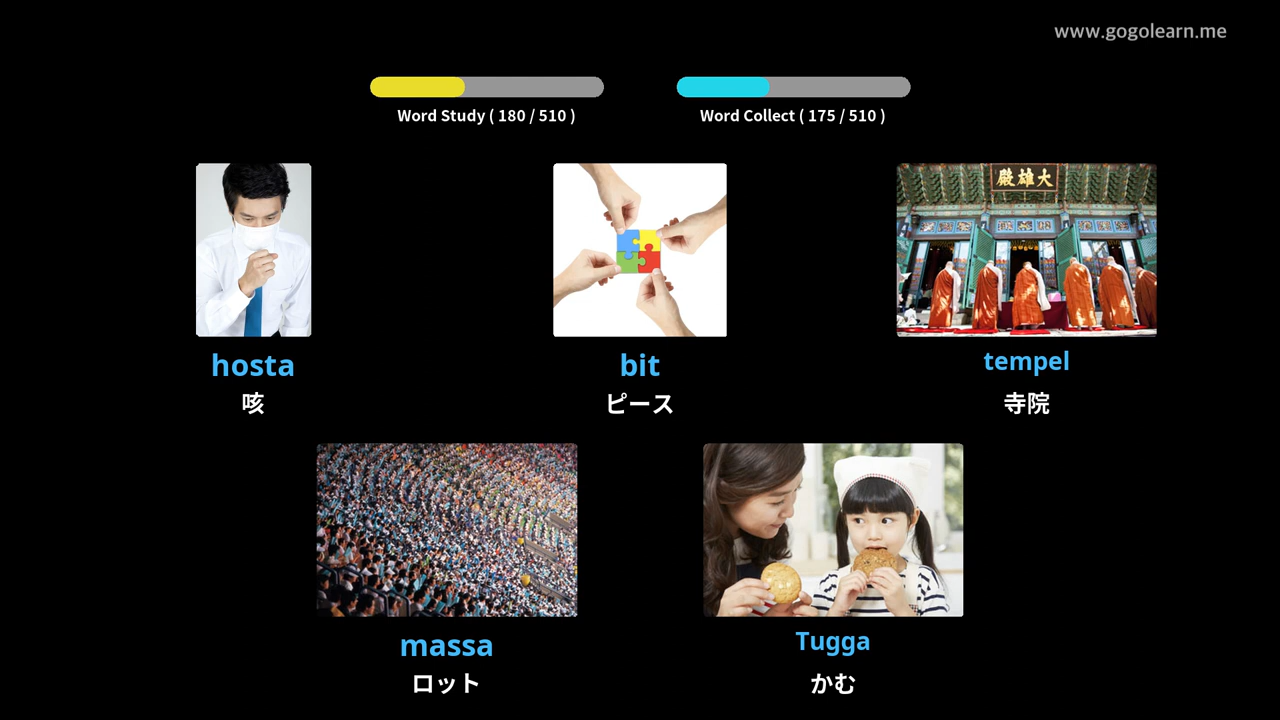 www.gogolearn.me
Word Study ( 180 / 510 )
Word Collect ( 175 / 510 )
大雄殿
hosta
咳
bit
ピース
tempel
寺院
massa
ロット
Tugga
かむ